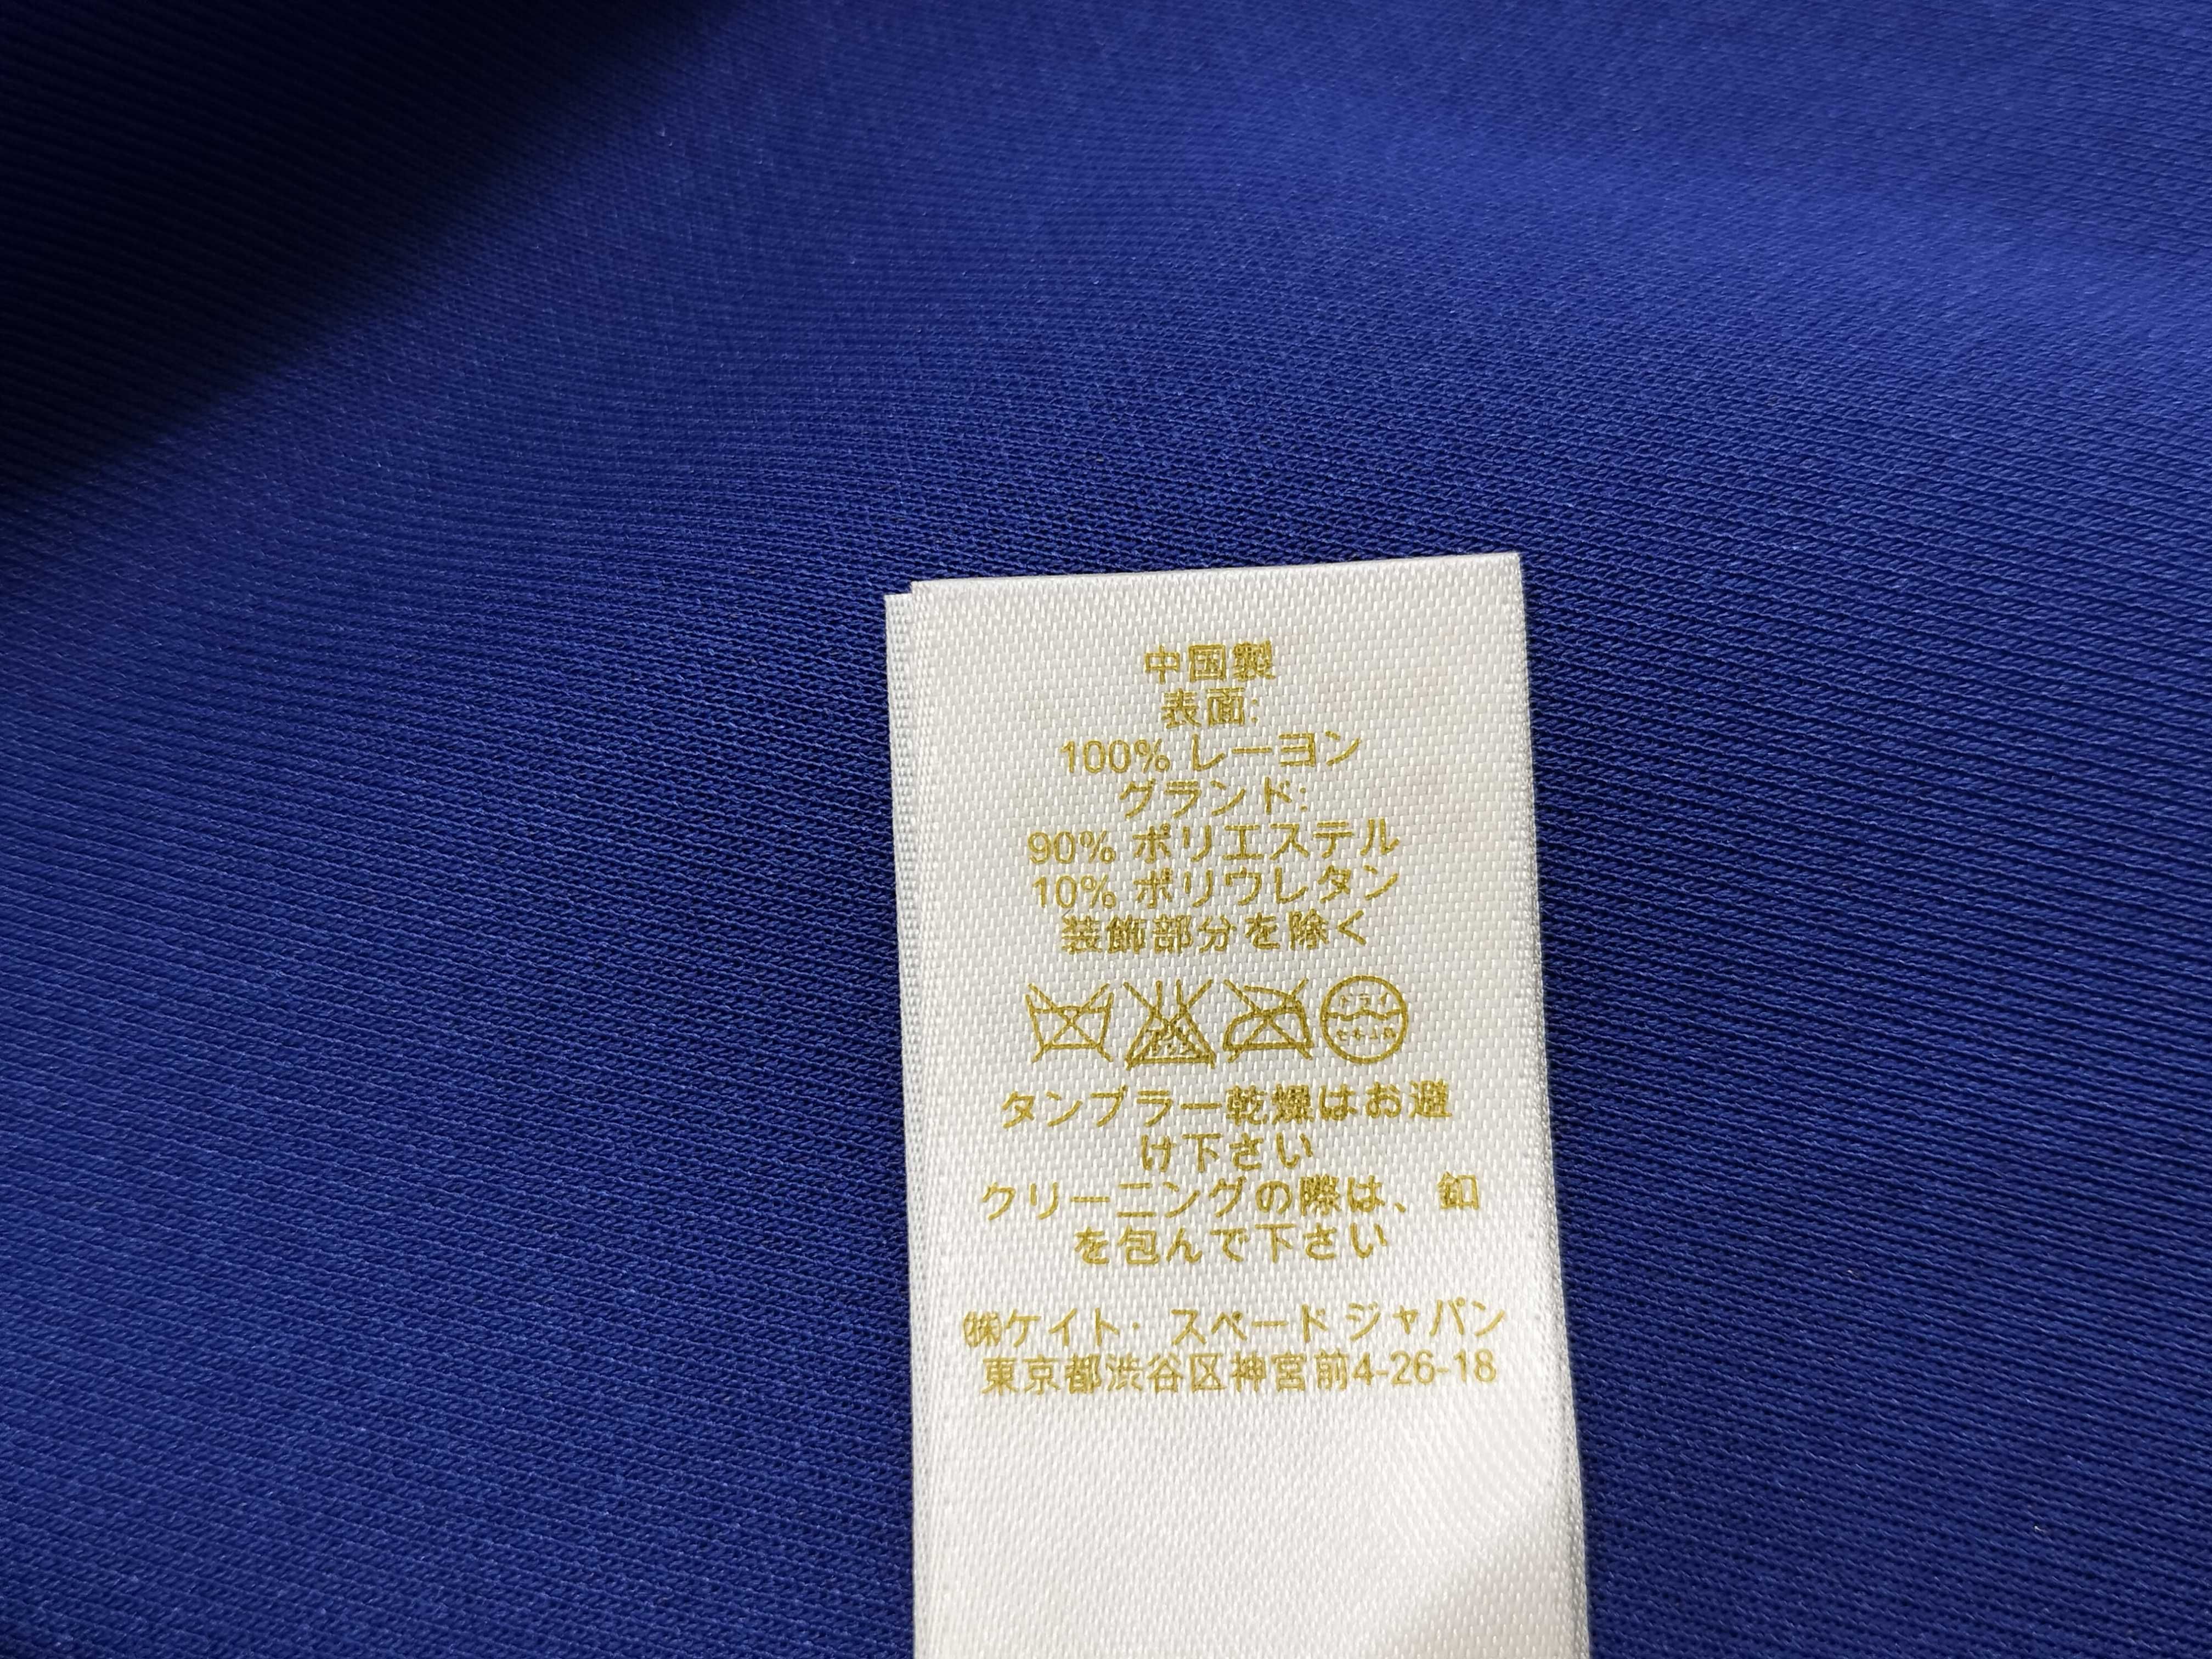 中国製
表面:
100% レーヨン
グランド:
90% ポリエステル
10% ポリウレタン
装飾部分を除く
ドライ
タンブラー乾燥はお避
け下さい
クリーニングの際は、釦
を包んで下さい
㈱ケイト・スペード ジャパン
東京都渋谷区神宮前4-26-18